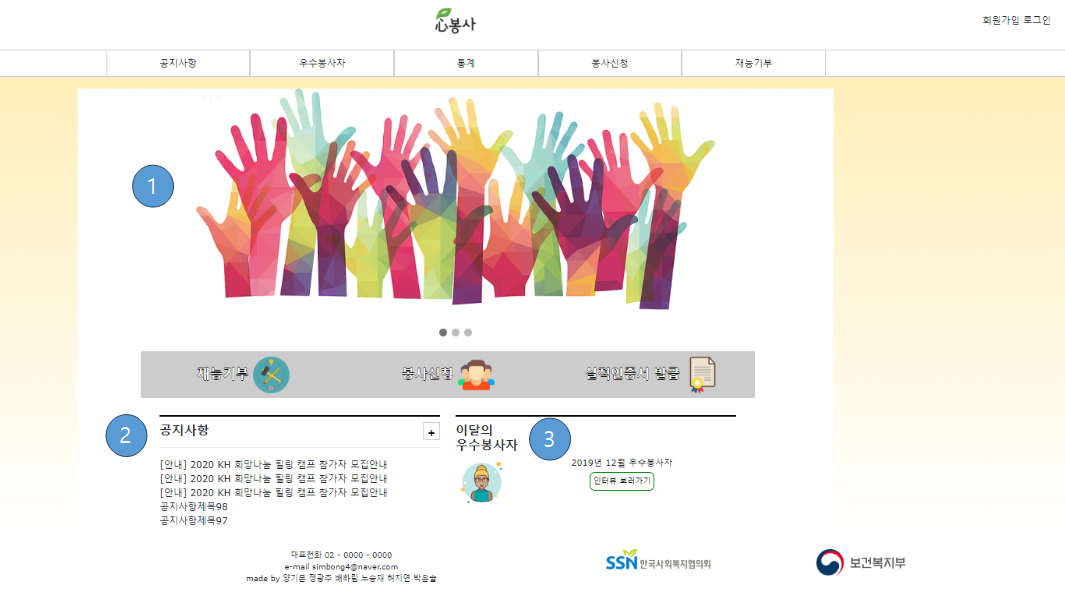 心봉사
회원가입 로그인
공지사항 우수봉사자 통계 봉사신청 재능기부
1
재능기부 봉사신청 실적인증서 발급
2
공지사항 +
[안내] 2020 KH 희망나눔 힐링 캠프 참가자 모집안내
[안내] 2020 KH 희망나눔 힐링 캠프 참가자 모집안내
[안내] 2020 KH 희망나눔 힐링 캠프 참가자 모집안내
공지사항제목98
공지사항제목97
이달의
우수봉사자
3
2019년 12월 우수봉사자
인터뷰 보러가기
대표전화 02 - 0000 - 0000
e-mail simbong4@naver.com
made by 양기문 정광주 배하림 노승재 허지연 박은솔
SSN 한국사회복지협의회
보건복지부